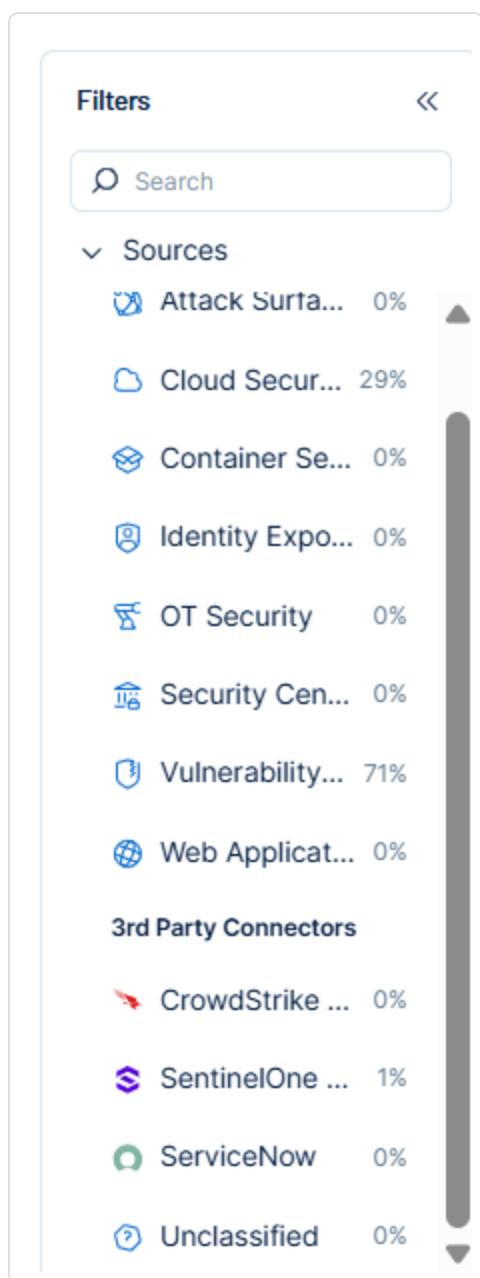 Filters
Search
Sources
Attack Surfa... 0%
Cloud Secur... 29%
Container Se... 0%
Identity Expo... 0%
OT Security 0%
Security Cen... 0%
Vulnerability... 71%
Web Applicat... 0%
3rd Party Connectors
CrowdStrike ... 0%
SentinelOne ... 1%
ServiceNow 0%
Unclassified 0%